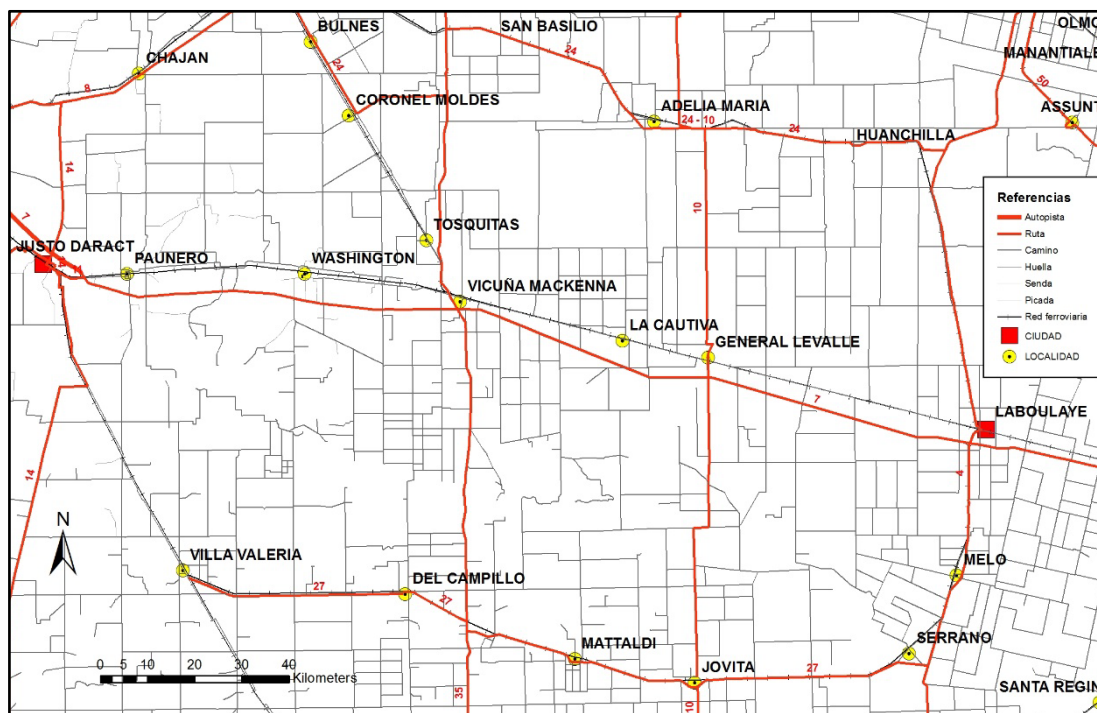 BULNES
SAN BASILIO
OLMO
CHAJAN
24
24
MANANTIALE
8
50
CORONEL MOLDES
ADELIA MARIA
ASSUNT
24 - 10
24
HUANCHILLA
14
Referencias
Autopista
Ruta
Camino
Huella
Senda
Picada
Red ferroviaria
CIUDAD
LOCALIDAD
7
10
TOSQUITAS
JUSTO DARACT
PAUNERO
WASHINGTON
VICUÑA MACKENNA
LA CAUTIVA
GENERAL LEVALLE
7
LABOULAYE
14
4
N
VILLA VALERIA
DEL CAMPILLO
MELO
27
27
MATTALDI
SERRANO
JOVITA
27
0 5 10 20 30 40
Kilometers
35
10
SANTA REGIN